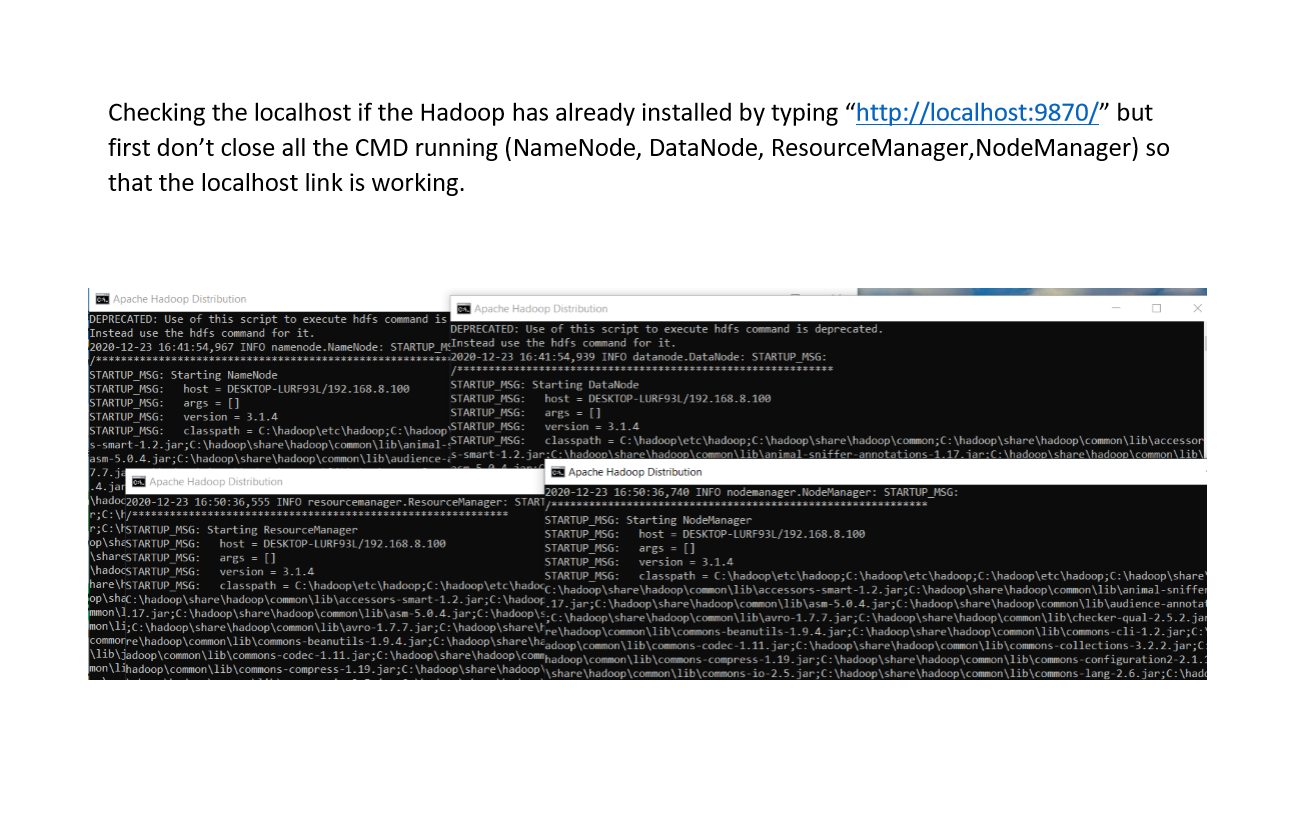 Checking the localhost if the Hadoop has already installed by typing “http://localhost:9870/” but
first don’t close all the CMD running (NameNode, DataNode, ResourceManager,NodeManager) so
that the localhost link is working.
Apache Hadoop Distribution
DEPRECATED: Use of this script to execute hdfs command is
Instead use the hdfs command for it.
2020-12-23 16:41:54,967 INFO namenode.NameNode: STARTUP_M
/************************************************************
STARTUP_MSG: Starting NameNode
STARTUP_MSG:   host = DESKTOP-LURF93L/192.168.8.100
STARTUP_MSG:   args = []
STARTUP_MSG:   version = 3.1.4
STARTUP_MSG:   classpath = C:\hadoop\etc\hadoop;C:\hadoop\
s-smart-1.2.jar;C:\hadoop\share\hadoop\common\lib\animal-
asm-5.0.4.jar;C:\hadoop\share\hadoop\common\lib\audience-
7.7.ja
.4.jar
\hadoo
r;C:\h
r;C:\h
op\sha
\share
\hadoo
hare\h
op\sha
mmon\l
mon\li
common
\lib\j
mon\li
Apache Hadoop Distribution
DEPRECATED: Use of this script to execute hdfs command is deprecated.
Instead use the hdfs command for it.
2020-12-23 16:41:54,939 INFO datanode.DataNode: STARTUP_MSG:
/************************************************************
STARTUP_MSG: Starting DataNode
STARTUP_MSG:   host = DESKTOP-LURF93L/192.168.8.100
STARTUP_MSG:   args = []
STARTUP_MSG:   version = 3.1.4
STARTUP_MSG:   classpath = C:\hadoop\etc\hadoop;C:\hadoop\share\hadoop\common;C:\hadoop\share\hadoop\common\lib\accessor
s-smart-1.2.jar;C:\hadoop\share\hadoop\common\lib\animal-sniffer-annotations-1.17.jar;C:\hadoop\share\hadoop\common\lib\
Apache Hadoop Distribution
2020-12-23 16:50:36,555 INFO resourcemanager.ResourceManager: START
/************************************************************
STARTUP_MSG: Starting ResourceManager
STARTUP_MSG:   host = DESKTOP-LURF93L/192.168.8.100
STARTUP_MSG:   args = []
STARTUP_MSG:   version = 3.1.4
STARTUP_MSG:   classpath = C:\hadoop\etc\hadoop;C:\hadoop\etc\hadoo
C:\hadoop\share\hadoop\common\lib\accessors-smart-1.2.jar;C:\hadoop
.17.jar;C:\hadoop\share\hadoop\common\lib\asm-5.0.4.jar;C:\hadoop\s
;C:\hadoop\share\hadoop\common\lib\avro-1.7.7.jar;C:\hadoop\share\h
re\hadoop\common\lib\commons-beanutils-1.9.4.jar;C:\hadoop\share\ha
adoop\common\lib\commons-codec-1.11.jar;C:\hadoop\share\hadoop\comm
hadoop\common\lib\commons-compress-1.19.jar;C:\hadoop\share\hadoop\
Apache Hadoop Distribution
2020-12-23 16:50:36,740 INFO nodemanager.NodeManager: STARTUP_MSG:
/************************************************************
STARTUP_MSG: Starting NodeManager
STARTUP_MSG:   host = DESKTOP-LURF93L/192.168.8.100
STARTUP_MSG:   args = []
STARTUP_MSG:   version = 3.1.4
STARTUP_MSG:   classpath = C:\hadoop\etc\hadoop;C:\hadoop\etc\hadoop;C:\hadoop\etc\hadoop;C:\hadoop\share\
C:\hadoop\share\hadoop\common\lib\accessors-smart-1.2.jar;C:\hadoop\share\hadoop\common\lib\animal-sniffer
.17.jar;C:\hadoop\share\hadoop\common\lib\asm-5.0.4.jar;C:\hadoop\share\hadoop\common\lib\audience-annotat
;C:\hadoop\share\hadoop\common\lib\avro-1.7.7.jar;C:\hadoop\share\hadoop\common\lib\checker-qual-2.5.2.jar
re\hadoop\common\lib\commons-beanutils-1.9.4.jar;C:\hadoop\share\hadoop\common\lib\commons-cli-1.2.jar;C:\
adoop\common\lib\commons-codec-1.11.jar;C:\hadoop\share\hadoop\common\lib\commons-collections-3.2.2.jar;C:
hadoop\common\lib\commons-compress-1.19.jar;C:\hadoop\share\hadoop\common\lib\commons-configuration2-2.1.1
\share\hadoop\common\lib\commons-io-2.5.jar;C:\hadoop\share\hadoop\common\lib\commons-lang-2.6.jar;C:\hado